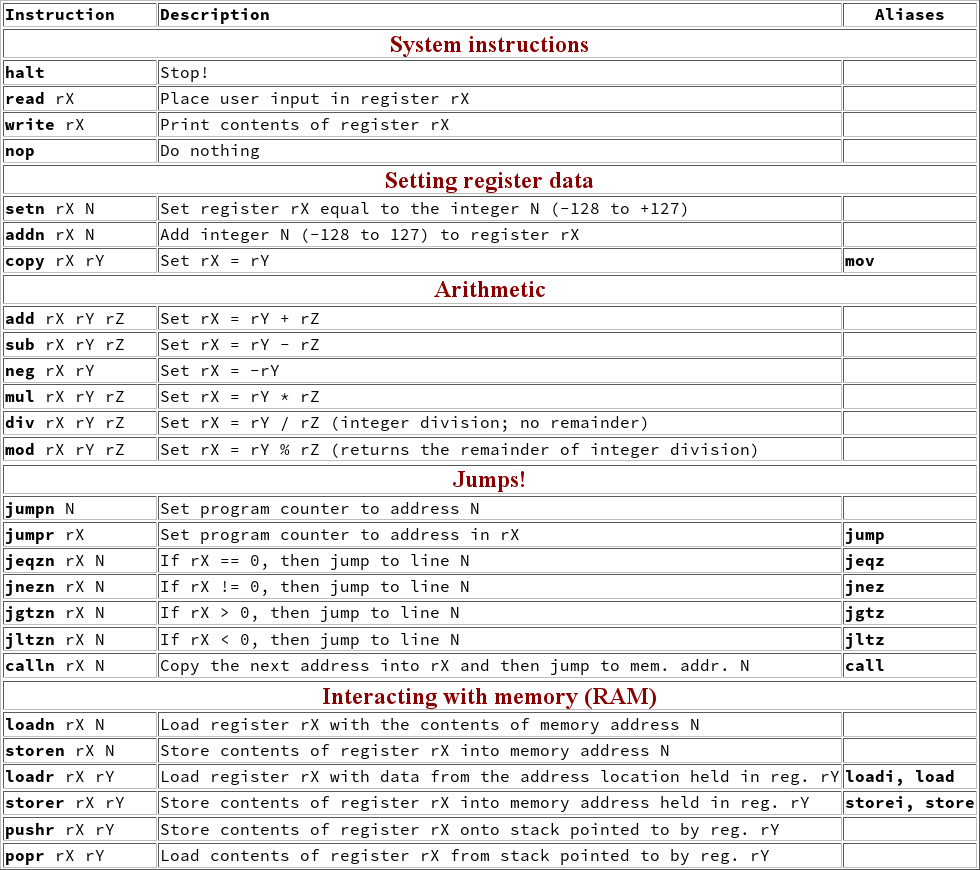 Instruction Description Aliases
System instructions
halt Stop!
read rX Place user input in register rX
write rX Print contents of register rX
nop Do nothing
Setting register data
setn rX N Set register rX equal to the integer N (-128 to +127)
addn rX N Add integer N (-128 to 127) to register rX
copy rX rY Set rX = rY mov
Arithmetic
add rX rY rZ Set rX = rY + rZ
sub rX rY rZ Set rX = rY - rZ
neg rX rY Set rX = -rY
mul rX rY rZ Set rX = rY * rZ
div rX rY rZ Set rX = rY / rZ (integer division; no remainder)
mod rX rY rZ Set rX = rY % rZ (returns the remainder of integer division)
Jumps!
jumpn N Set program counter to address N
jumpr rX Set program counter to address in rX jump
jeqzn rX N If rX == 0, then jump to line N jeqz
jnezn rX N If rX != 0, then jump to line N jnez
jgtzn rX N If rX > 0, then jump to line N jgtz
jltzn rX N If rX < 0, then jump to line N jltz
calln rX N Copy the next address into rX and then jump to mem. addr. N call
Interacting with memory (RAM)
loadn rX N Load register rX with the contents of memory address N
storen rX N Store contents of register rX into memory address N
loadr rX rY Load register rX with data from the address location held in reg. rY loadi, load
storer rX rY Store contents of register rX into memory address held in reg. rY storei, store
pushr rX rY Store contents of register rX onto stack pointed to by reg. rY
popr rX rY Load contents of register rX from stack pointed to by reg. rY